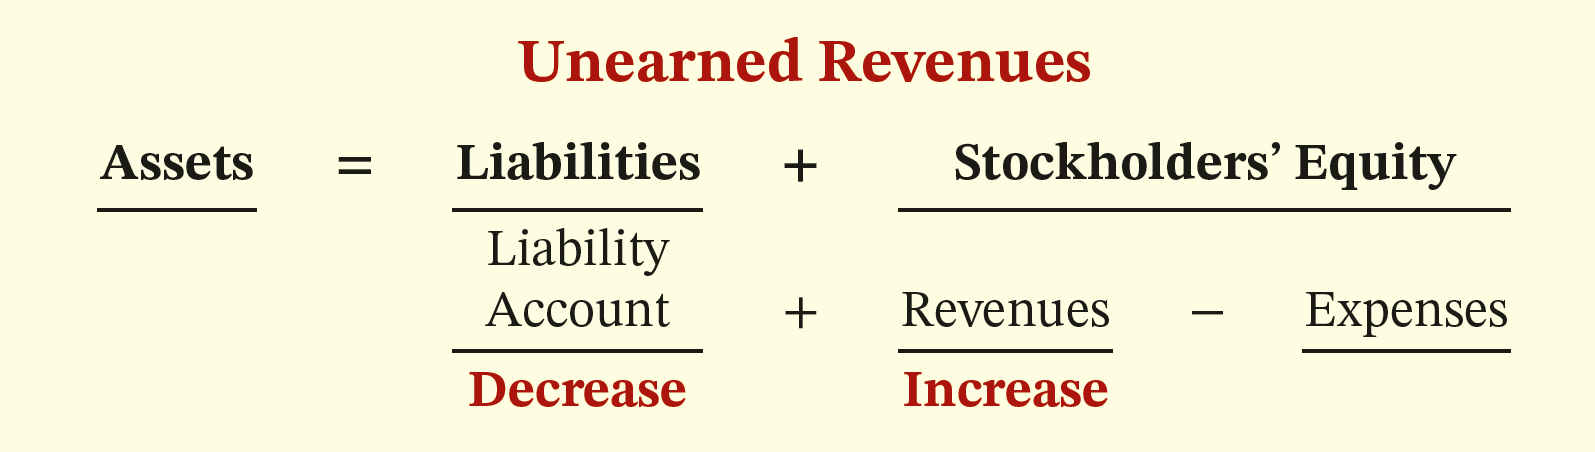 Unearned Revenues
Assets = Liabilities + Stockholders’ Equity
Liability
Account + Revenues − Expenses
Decrease Increase